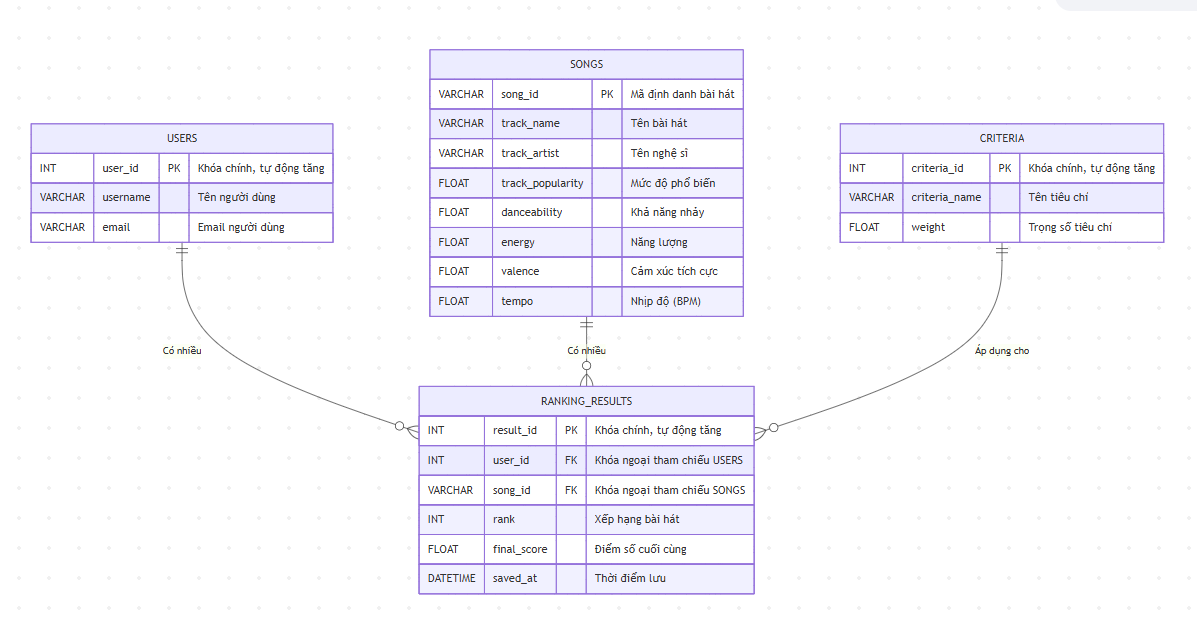 SONGS
VARCHAR song_id PK Mã định danh bài hát
VARCHAR track_name Tên bài hát
VARCHAR track_artist Tên nghệ sĩ
FLOAT track_popularity Mức độ phổ biến
FLOAT danceability Khả năng nhảy
FLOAT energy Năng lượng
FLOAT valence Cảm xúc tích cực
FLOAT tempo Nhịp độ (BPM)
USERS
INT user_id PK Khóa chính, tự động tăng
VARCHAR username Tên người dùng
VARCHAR email Email người dùng
CRITERIA
INT criteria_id PK Khóa chính, tự động tăng
VARCHAR criteria_name Tên tiêu chí
FLOAT weight Trọng số tiêu chí
Có nhiều
Có nhiều
Áp dụng cho
RANKING_RESULTS
INT result_id PK Khóa chính, tự động tăng
INT user_id FK Khóa ngoại tham chiếu USERS
VARCHAR song_id FK Khóa ngoại tham chiếu SONGS
INT rank Xếp hạng bài hát
FLOAT final_score Điểm số cuối cùng
DATETIME saved_at Thời điểm lưu